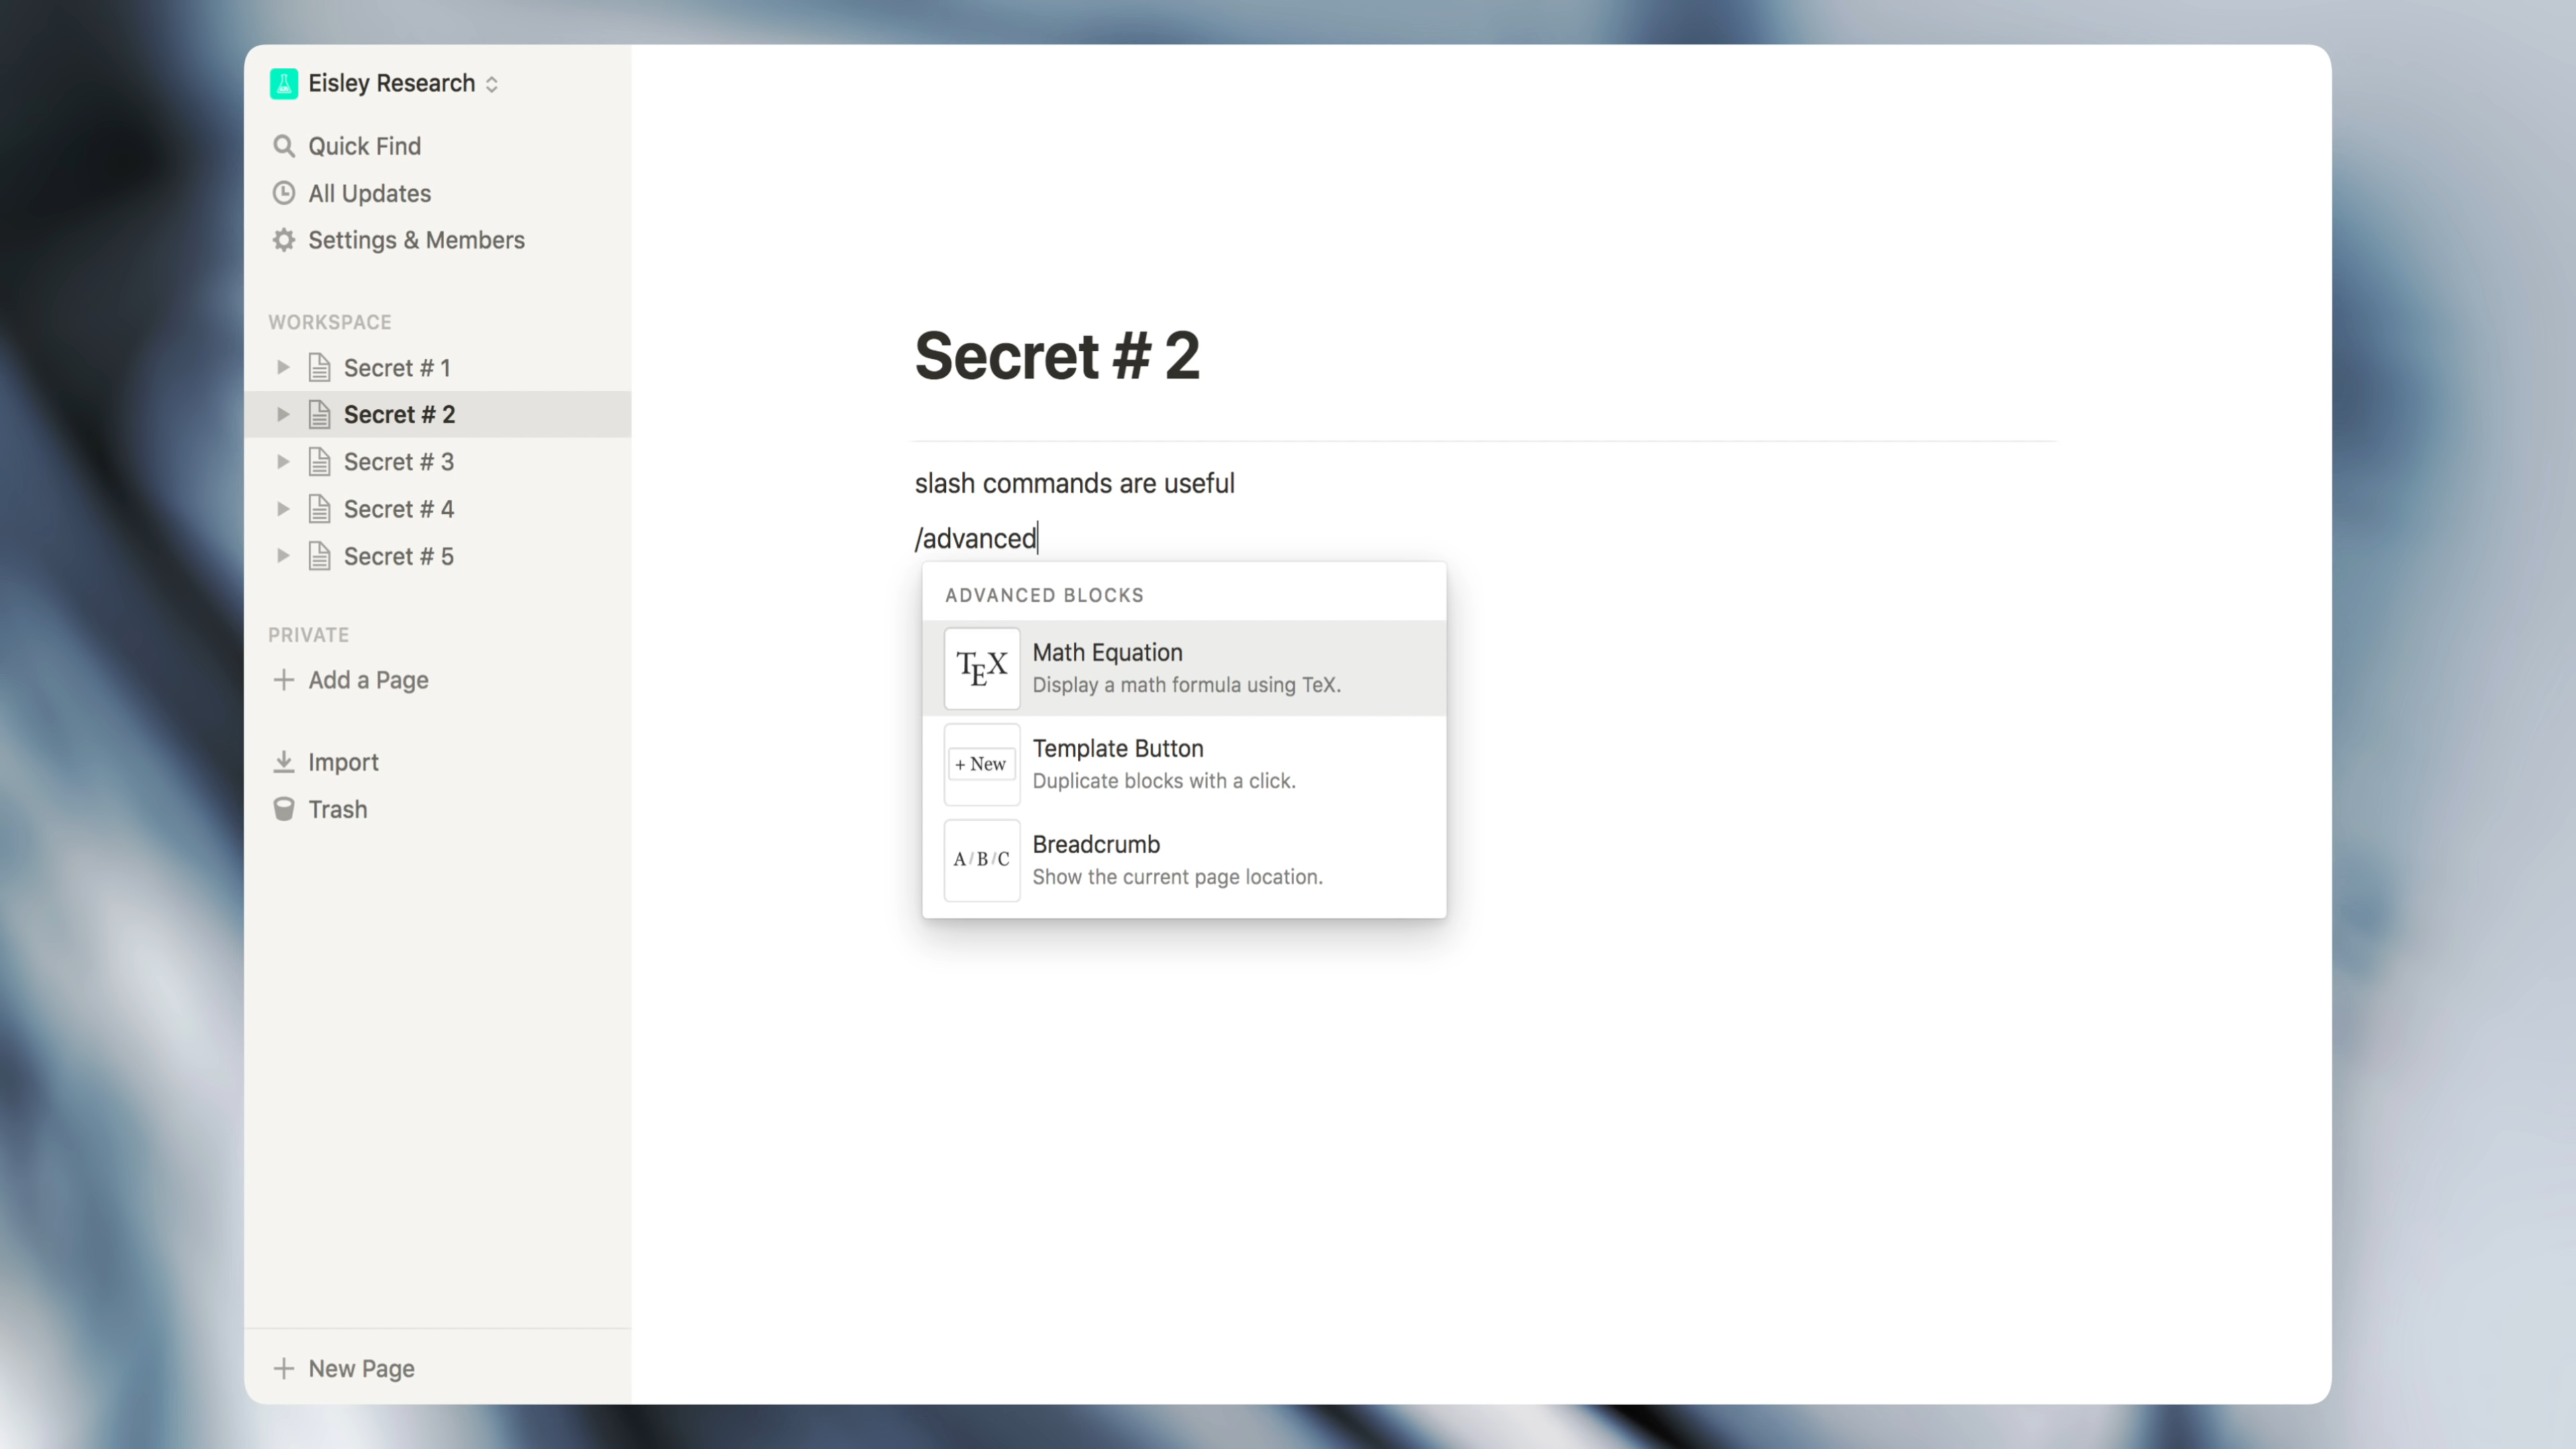 Eisley Research
Quick Find
All Updates
Settings & Members
WORKSPACE
Secret # 1
Secret # 2
Secret # 3
Secret # 4
Secret # 5
PRIVATE
Add a Page
Import
Trash
New Page
Secret # 2
slash commands are useful
/advanced
ADVANCED BLOCKS
TEX
Math Equation
Display a math formula using TeX.
+ New
Template Button
Duplicate blocks with a click.
A/B/C
Breadcrumb
Show the current page location.